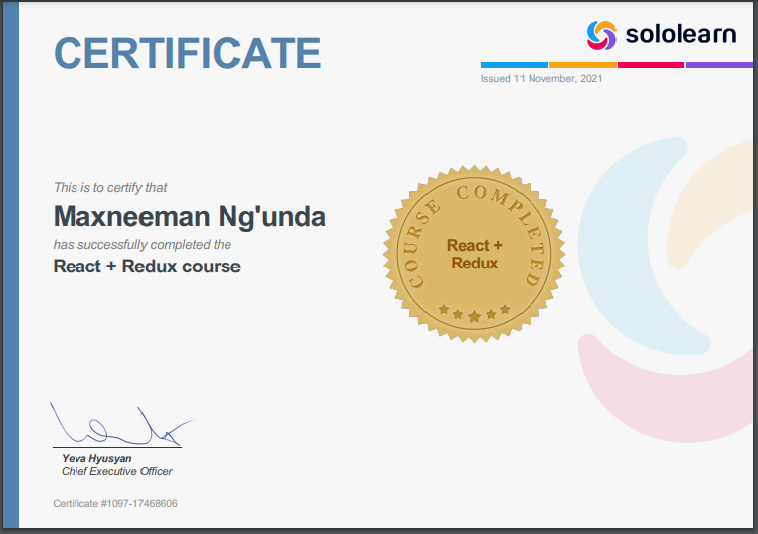 CERTIFICATE
sololearn
Issued 11 November, 2021
This is to certify that
Maxneeman Ng'unda
has successfully completed the
React + Redux course
COURSE COMPLETED
React +
Redux
Yeva Hyusyan
Chief Executive Officer
Certificate #1097-17468606